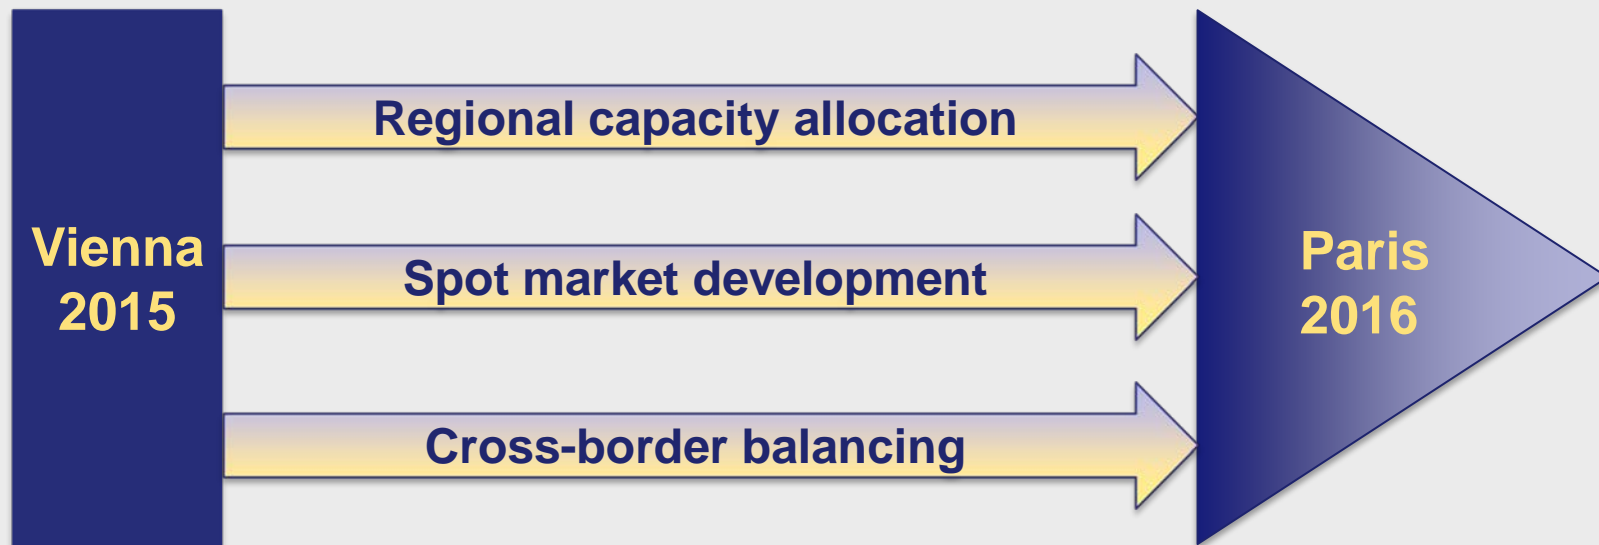 Vienna
2015
Regional capacity allocation
Spot market development
Cross-border balancing
Paris
2016